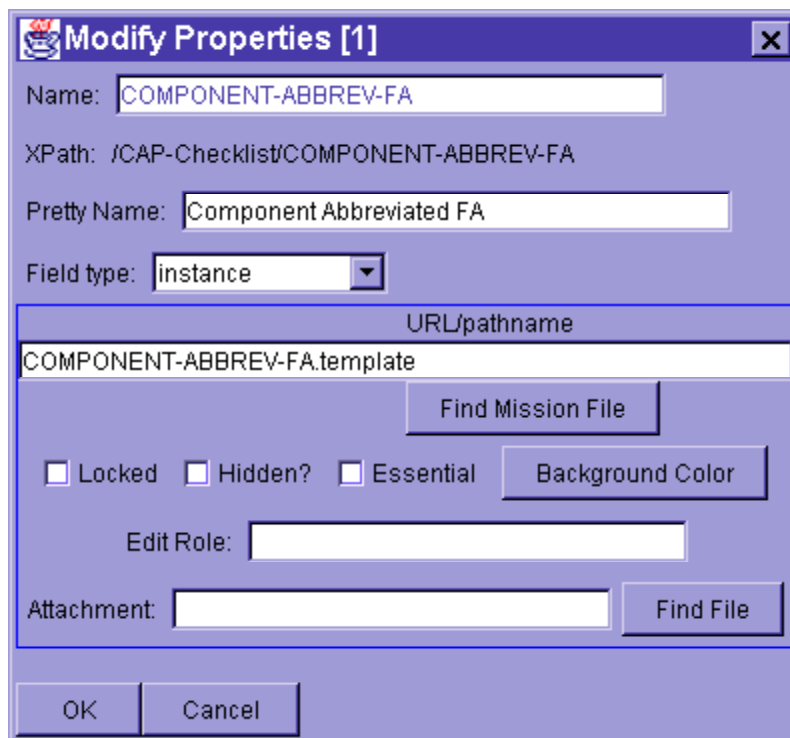 Modify Properties [1]
Name: COMPONENT-ABBREV-FA
XPath: /CAP-Checklist/COMPONENT-ABBREV-FA
Pretty Name: Component Abbreviated FA
Field type: instance
URL/pathname
COMPONENT-ABBREV-FA.template
Find Mission File
Locked Hidden? Essential Background Color
Edit Role:
Attachment: Find File
OK Cancel